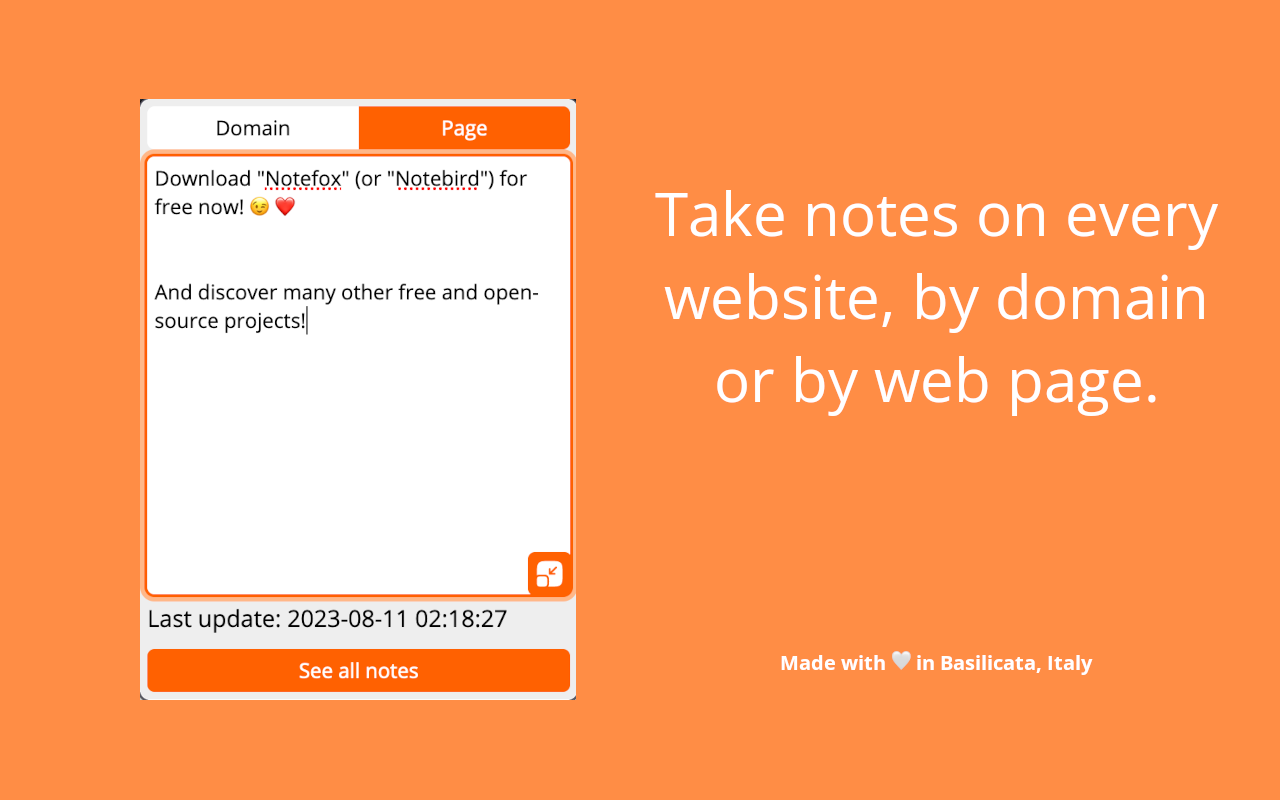 Domain
Page
Download "Notefox" (or "Notebird") for
free now! 😉 ❤️
And discover many other free and open-
source projects!
Last update: 2023-08-11 02:18:27
See all notes
Take notes on every
website, by domain
or by web page.
Made with 🤍 in Basilicata, Italy